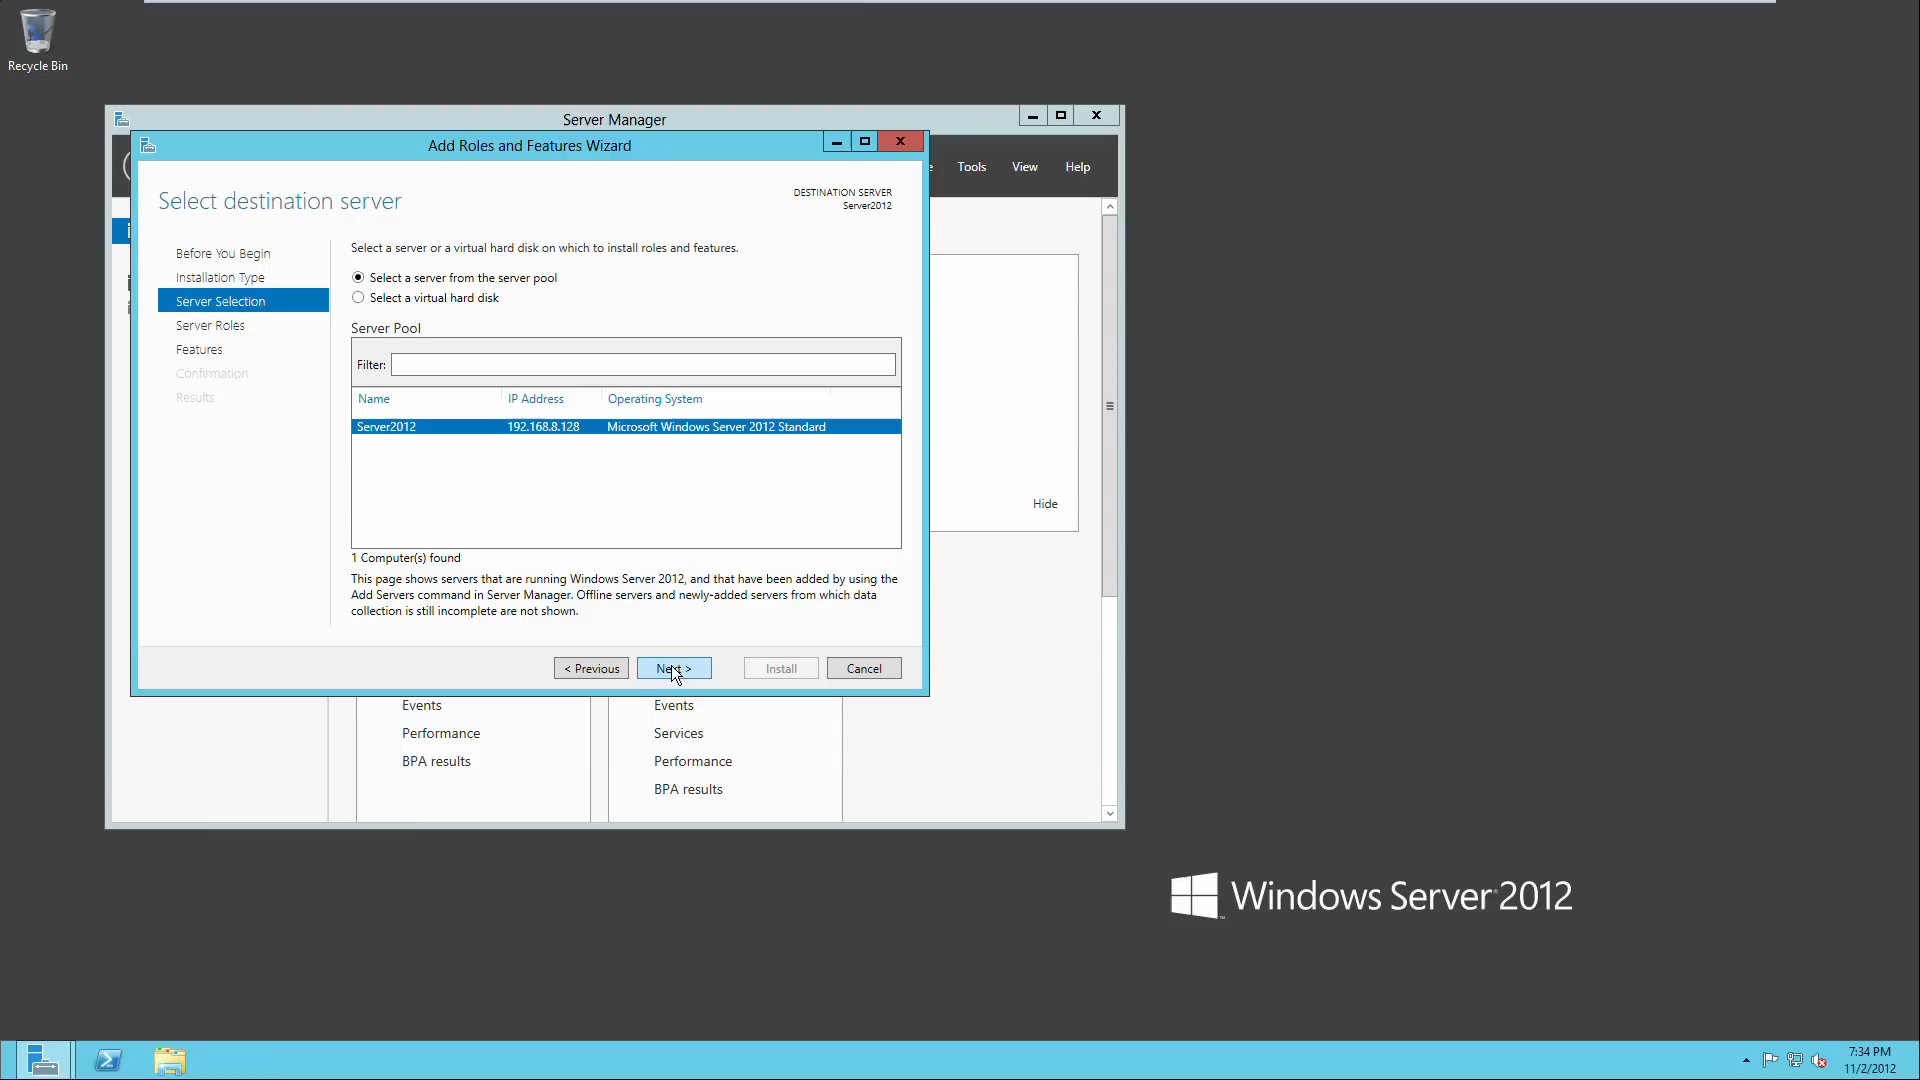 Recycle Bin
Server Manager
Add Roles and Features Wizard
Tools
View
Help
Select destination server
DESTINATION SERVER
Server2012
Before You Begin
Installation Type
Server Selection
Server Roles
Features
Confirmation
Results
Select a server or a virtual hard disk on which to install roles and features.
Select a server from the server pool
Select a virtual hard disk
Server Pool
Filter:
Name IP Address Operating System
Server2012 192.168.8.128 Microsoft Windows Server 2012 Standard
1 Computer(s) found
This page shows servers that are running Windows Server 2012, and that have been added by using the
Add Servers command in Server Manager. Offline servers and newly-added servers from which data
collection is still incomplete are not shown.
Hide
< Previous
Next >
Install
Cancel
Events
Performance
BPA results
Events
Services
Performance
BPA results
Windows Server 2012
7:34 PM
11/2/2012